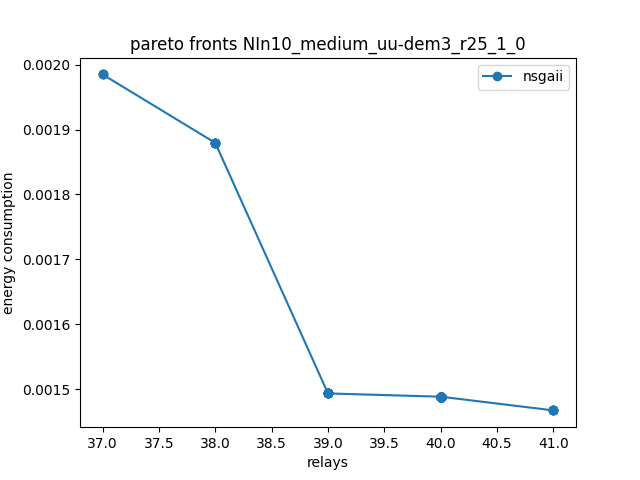 pareto fronts NIn10_medium_uu-dem3_r25_1_0
nsgaii
0.0020
0.0019
0.0018
0.0017
0.0016
0.0015
energy consumption
37.0 37.5 38.0 38.5 39.0 39.5 40.0 40.5 41.0
relays